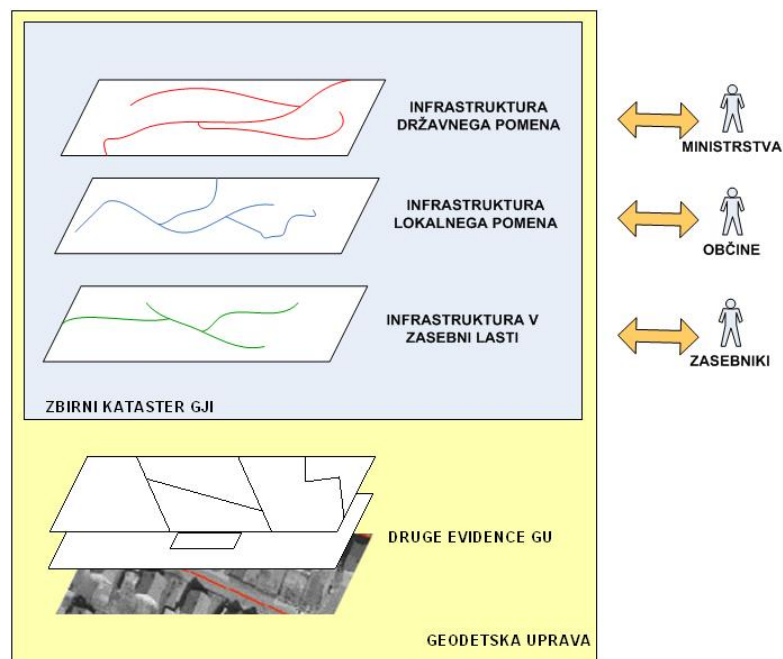 INFRASTRUKTURA
DRŽAVNEGA POMENA
MINISTRSTVA
INFRASTRUKTURA
LOKALNEGA POMENA
OBČINE
INFRASTRUKTURA V
ZASEBNI LASTI
ZASEBNIKI
ZBIRNI KATASTER GJI
DRUGE EVIDENCE GU
GEODETSKA UPRAVA